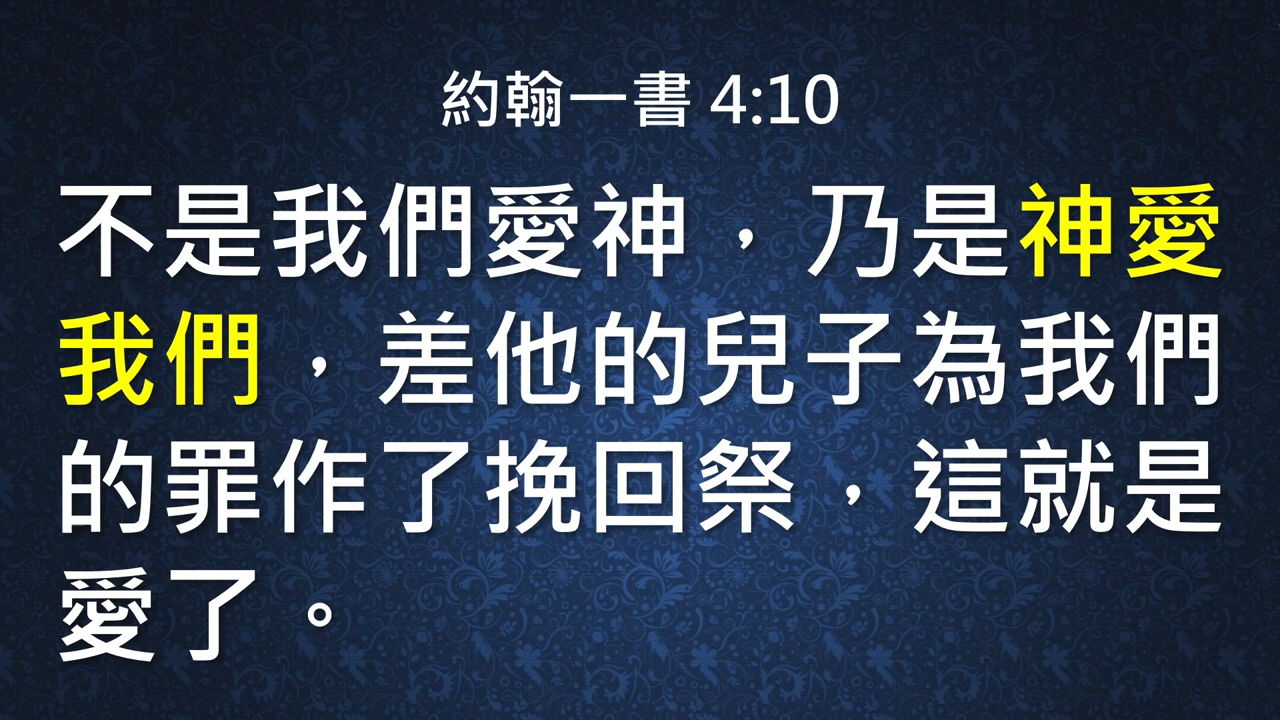 約翰一書 4:10
不是我們愛神，乃是神愛
我們，差他的兒子為我們
的罪作了挽回祭，這就是
愛了。